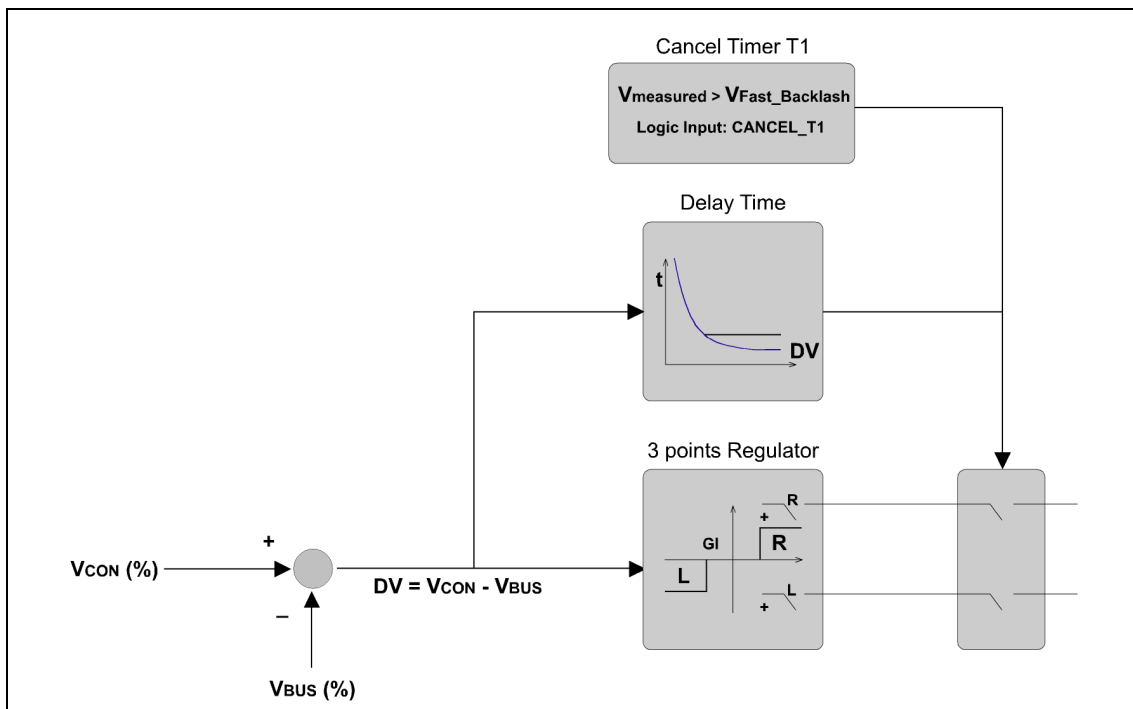 Cancel Timer T1
Vmeasured > VFast_Backlash
Logic Input: CANCEL_T1
Delay Time
t
DV
3 points Regulator
R
+
GI
R
L
L
+
+
VCON (%)
DV = VCON - VBUS
–
VBUS (%)